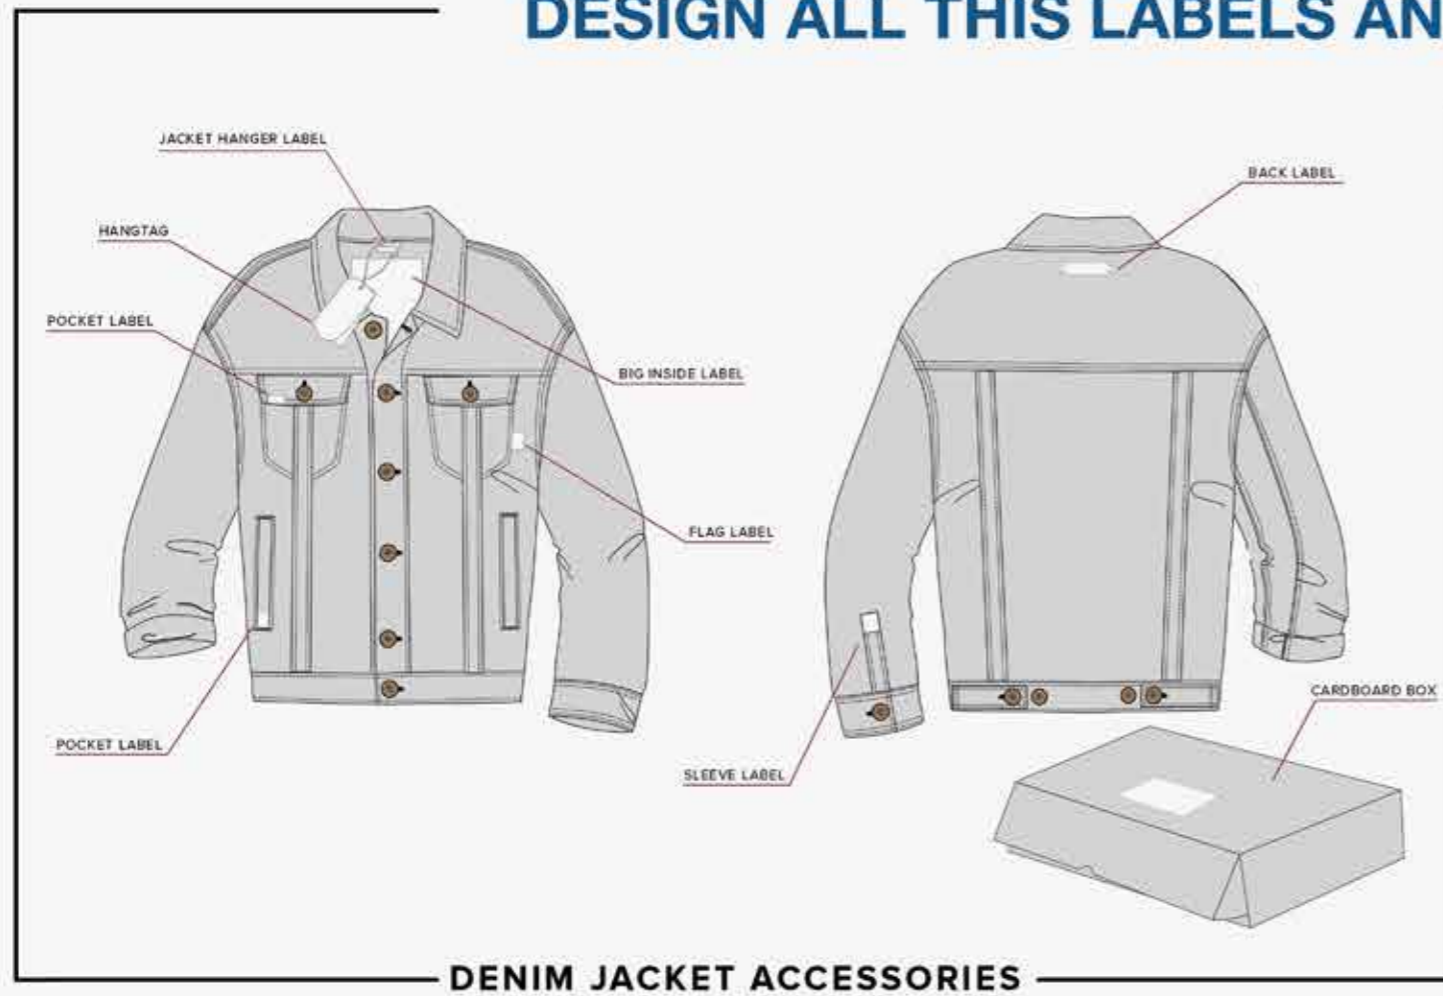 DESIGN ALL THIS LABELS AN
JACKET HANGER LABEL
BACK LABEL
HANGTAG
POCKET LABEL
BIG INSIDE LABEL
FLAG LABEL
CARDBOARD BOX
POCKET LABEL
SLEEVE LABEL
DENIM JACKET ACCESSORIES